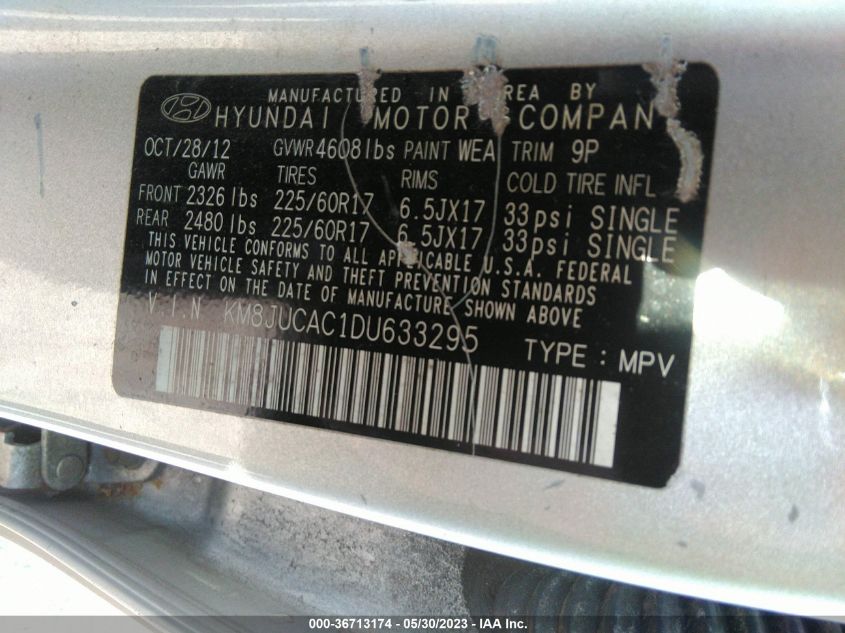 MANUFACTURED IN KOREA BY
HYUNDAI MOTOR COMPAN
OCT/28/12 GVWR 4608 lbs PAINT WEA TRIM 9P
GAWR TIRES RIMS COLD TIRE INFL
FRONT 2326 lbs 225/60R17 6.5JX17 33psi SINGLE
REAR 2480 lbs 225/60R17 6.5JX17 33psi SINGLE
THIS VEHICLE CONFORMS TO ALL APPLICABLE U.S.A. FEDERAL
MOTOR VEHICLE SAFETY AND THEFT PREVENTION STANDARDS
IN EFFECT ON THE DATE OF MANUFACTURE SHOWN ABOVE
V.I.N KM8JUCAC1DU633295
TYPE : MPV
000-36713174 - 05/30/2023 - IAA Inc.